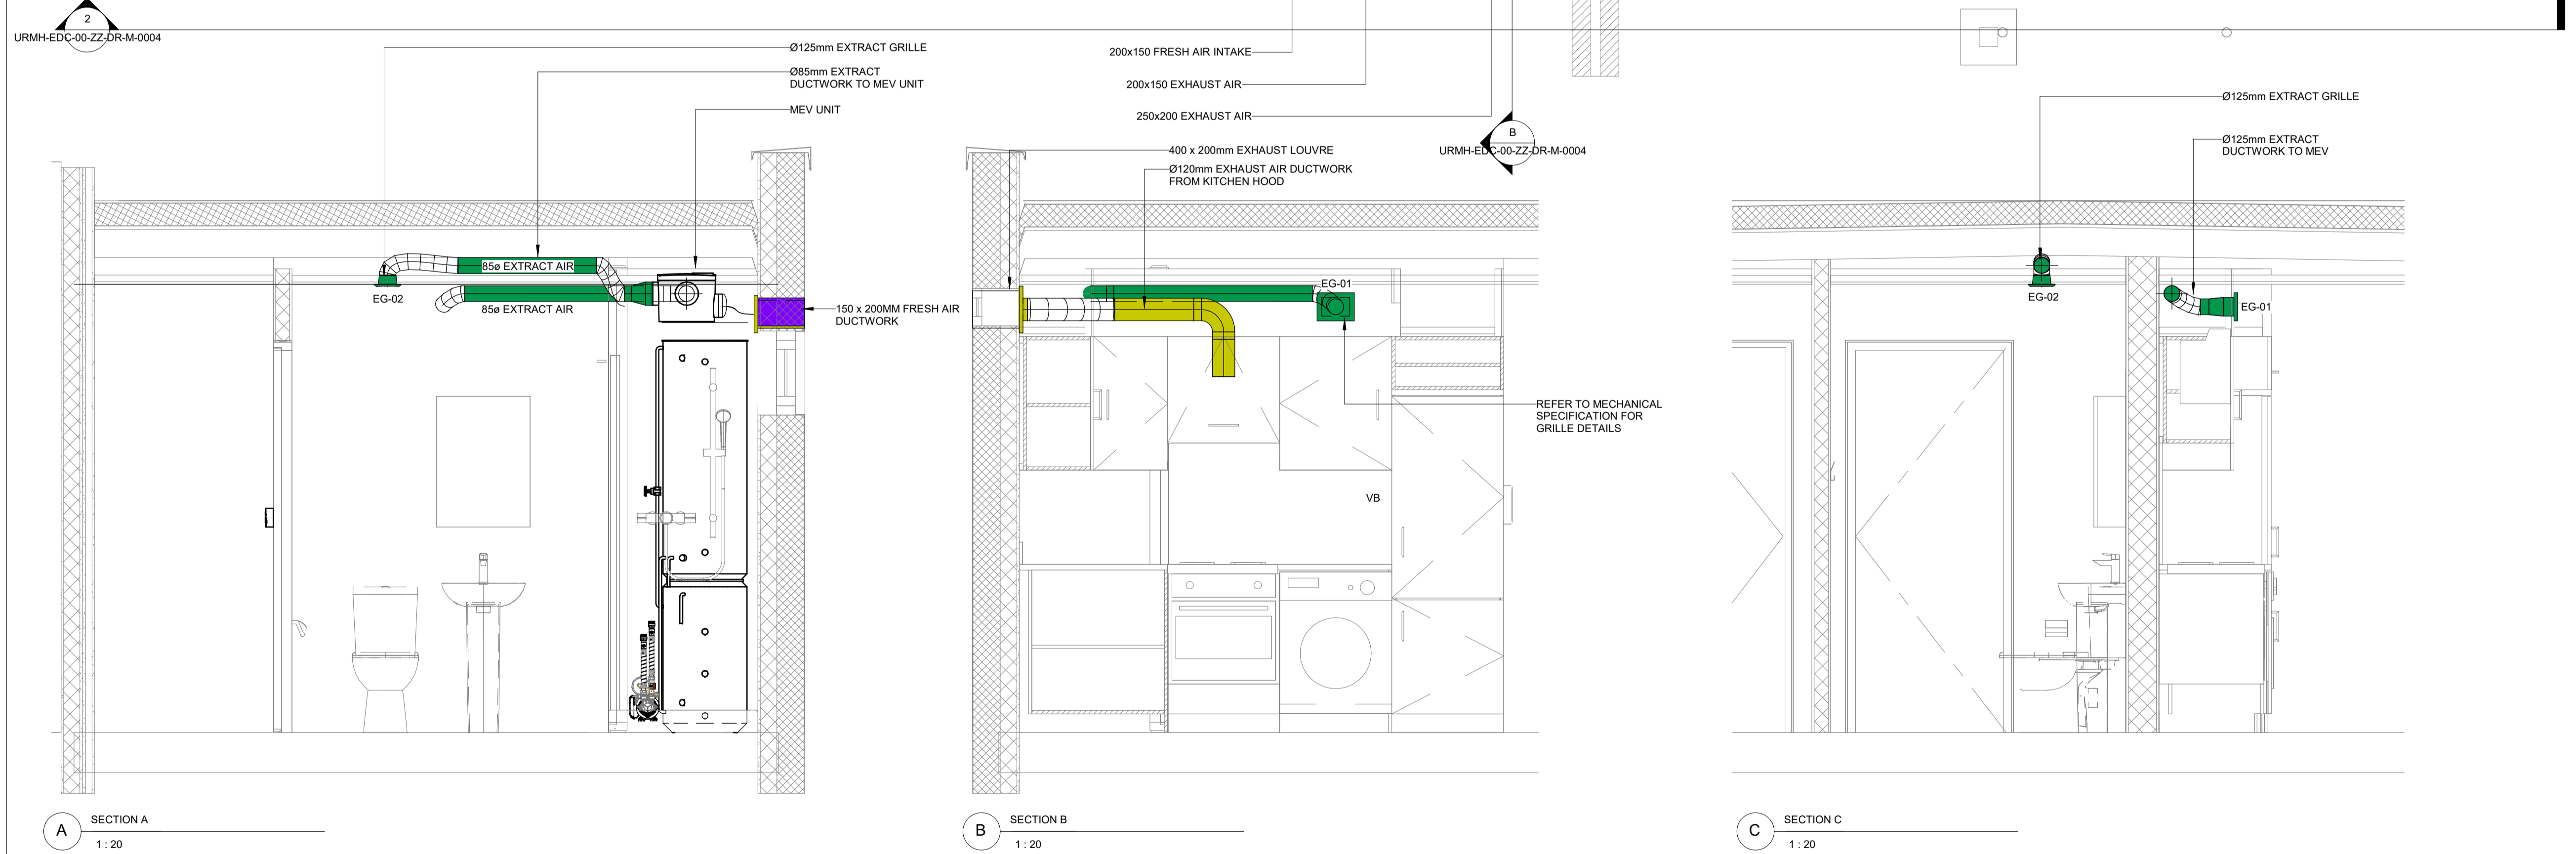 2
URMH-EDC-00-ZZ-DR-M-0004
Ø125mm EXTRACT GRILLE
Ø85mm EXTRACT
DUCTWORK TO MEV UNIT
MEV UNIT
85ø EXTRACT AIR
EG-02
85ø EXTRACT AIR
150 x 200MM FRESH AIR
DUCTWORK
A
SECTION A
1 : 20
200x150 FRESH AIR INTAKE
200x150 EXHAUST AIR
250x200 EXHAUST AIR
B
URMH-EDC-00-ZZ-DR-M-0004
400 x 200mm EXHAUST LOUVRE
Ø120mm EXHAUST AIR DUCTWORK
FROM KITCHEN HOOD
EG-01
REFER TO MECHANICAL
SPECIFICATION FOR
GRILLE DETAILS
VB
B
SECTION B
1 : 20
Ø125mm EXTRACT GRILLE
Ø125mm EXTRACT
DUCTWORK TO MEV
EG-02
EG-01
C
SECTION C
1 : 20